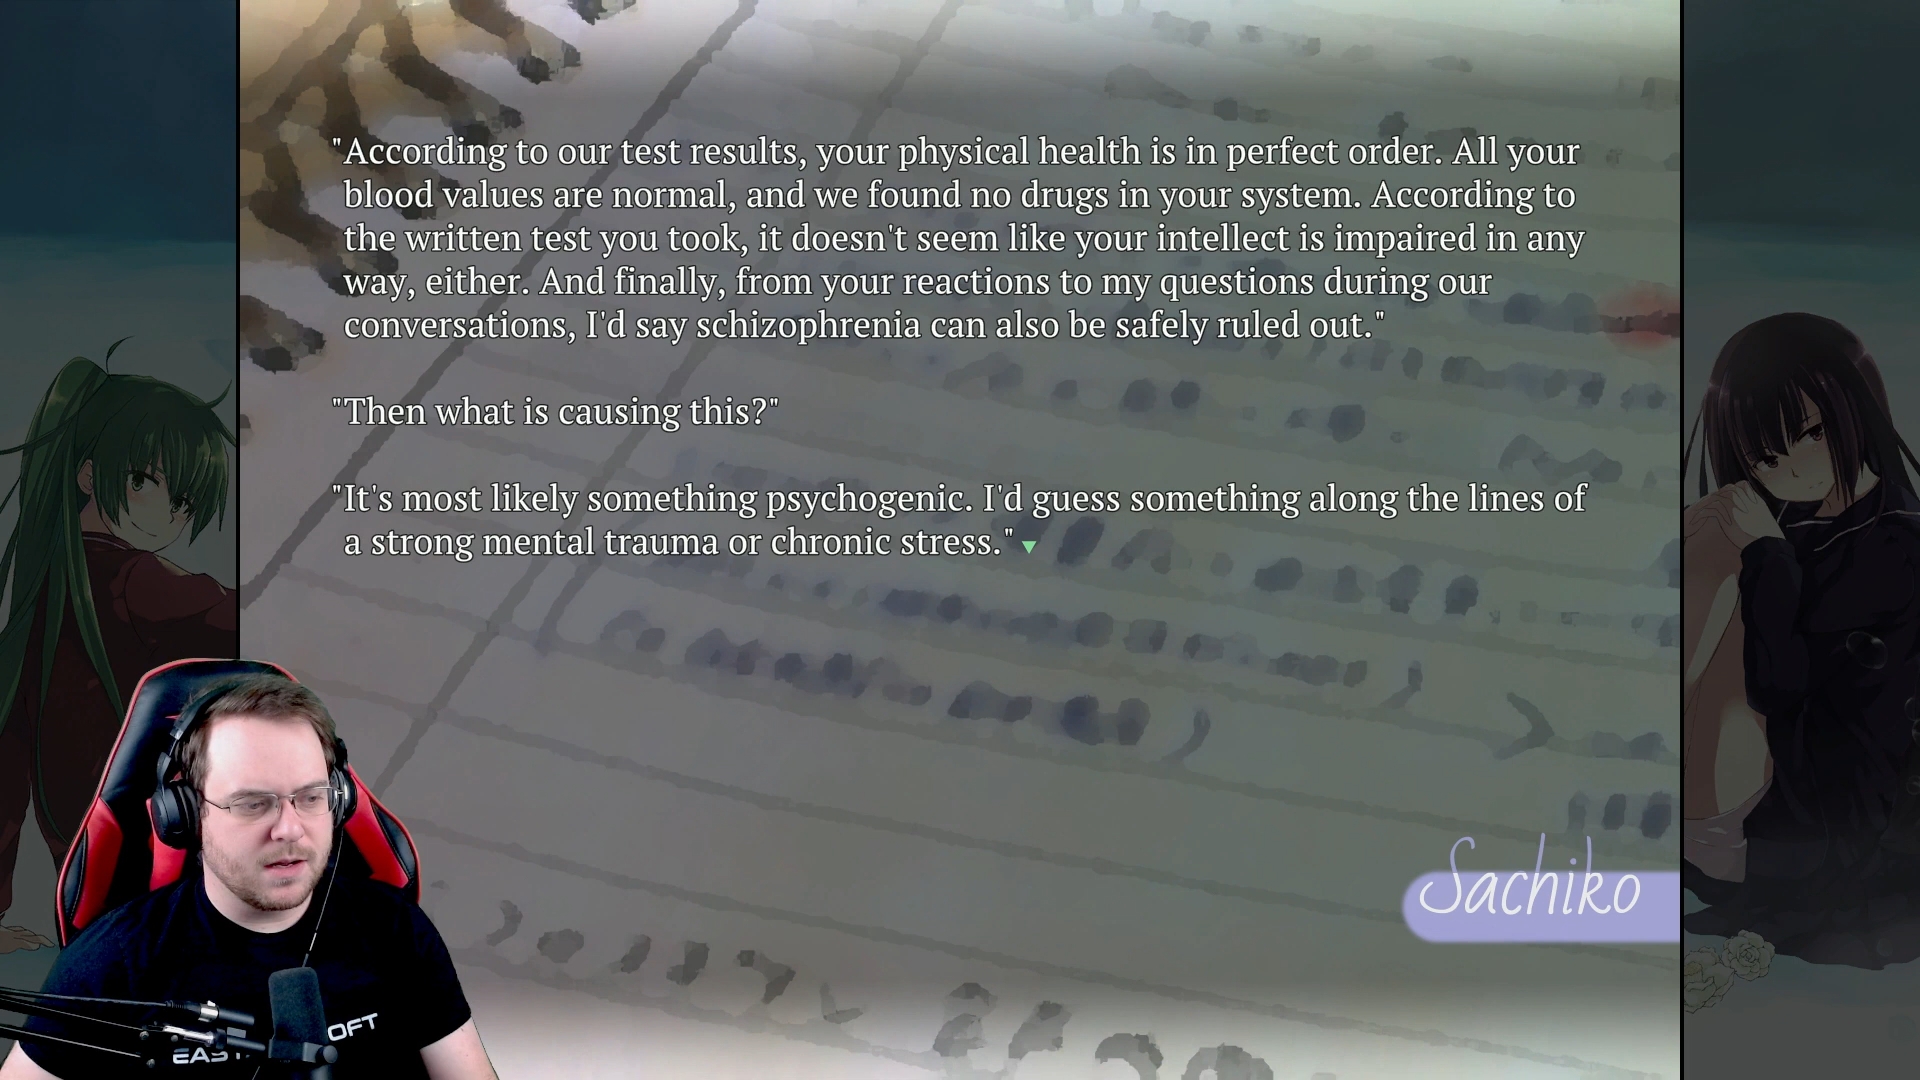 "According to our test results, your physical health is in perfect order. All your
blood values are normal, and we found no drugs in your system. According to
the written test you took, it doesn't seem like your intellect is impaired in any
way, either. And finally, from your reactions to my questions during our
conversations, I'd say schizophrenia can also be safely ruled out."
"Then what is causing this?"
"It's most likely something psychogenic. I'd guess something along the lines of
a strong mental trauma or chronic stress."
Sachiko